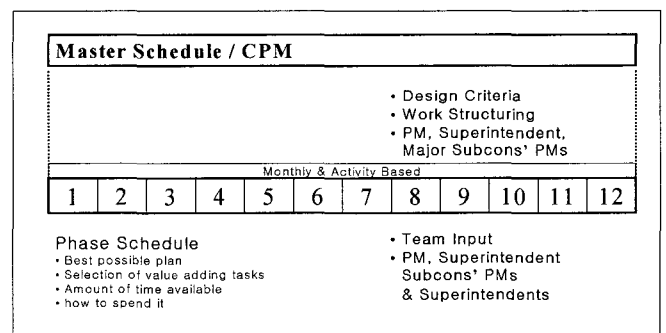 Master Schedule / CPM
• Design Criteria
• Work Structuring
• PM, Superintendent,
Major Subcons' PMs
Monthly & Activity Based
1 2 3 4 5 6 7 8 9 10 11 12
Phase Schedule
• Best possible plan
• Selection of value adding tasks
• Amount of time available
• how to spend it
• Team Input
• PM, Superintendent
Subcons' PMs
& Superintendents